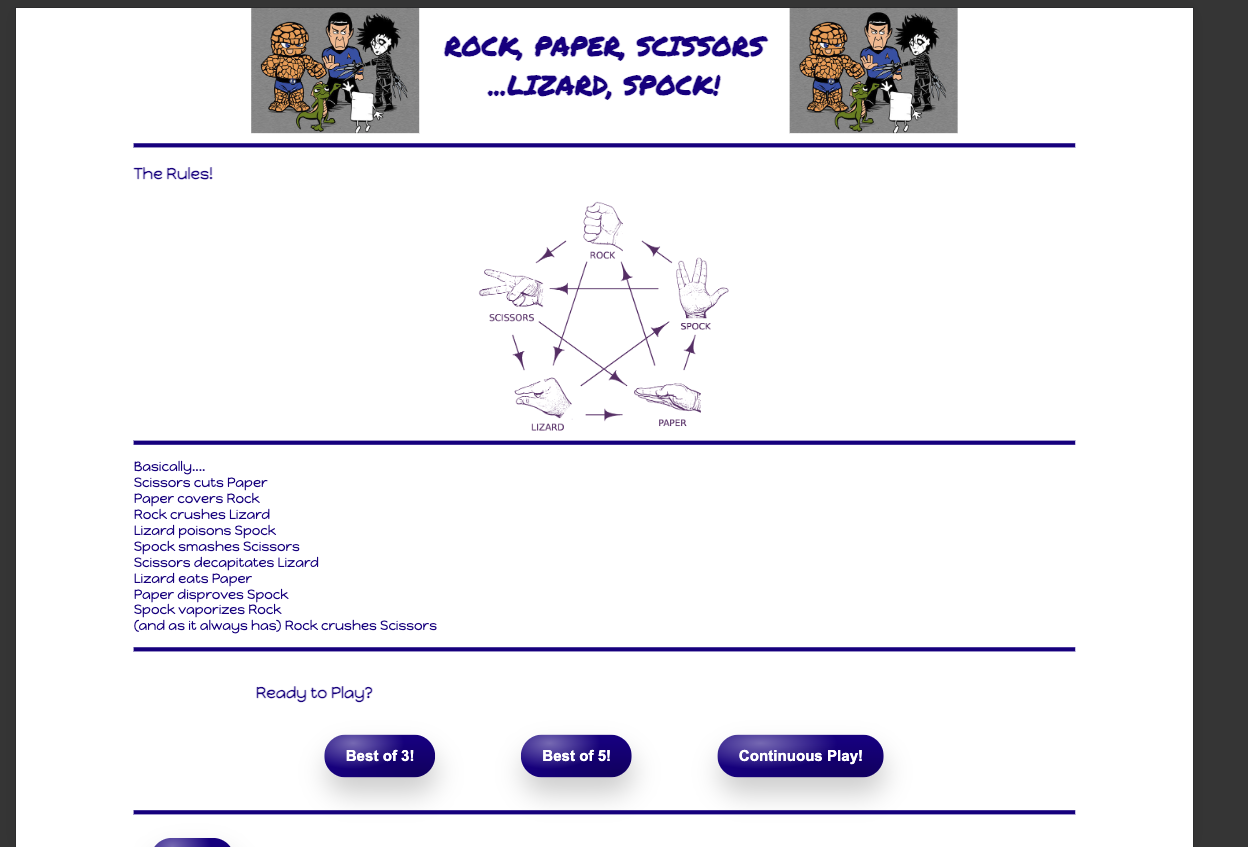 ROCK, PAPER, SCISSORS
...LIZARD, SPOCK!
The Rules!
ROCK
SCISSORS
SPOCK
LIZARD
PAPER
Basically....
Scissors cuts Paper
Paper covers Rock
Rock crushes Lizard
Lizard poisons Spock
Spock smashes Scissors
Scissors decapitates Lizard
Lizard eats Paper
Paper disproves Spock
Spock vaporizes Rock
(and as it always has) Rock crushes Scissors
Ready to Play?
Best of 3!
Best of 5!
Continuous Play!